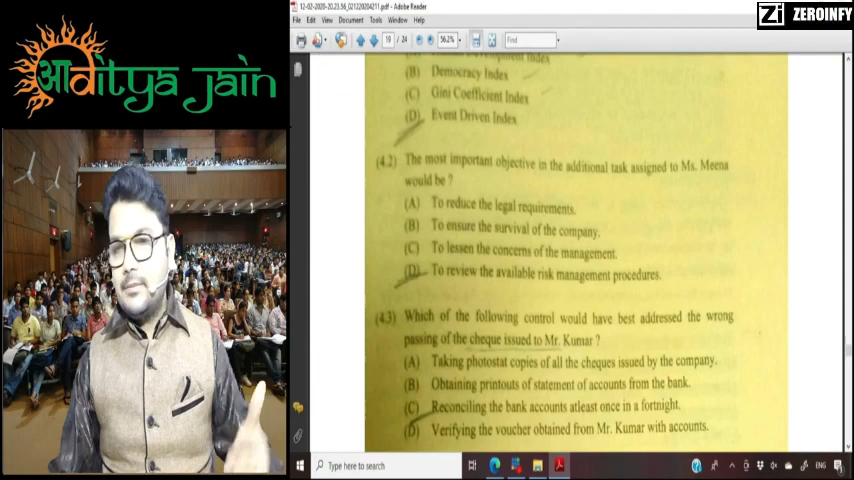 12-02-2020-20.23.56_021220204211.pdf - Adobe Reader
Zi ZEROINFY
File Edit View Document Tools Window Help
19 / 24 56.2% Find
आditya jain
Development Index
(B) Democracy Index
(C) Gini Coefficient Index
(D) Event Driven Index
(4.2) The most important objective in the additional task assigned to Ms. Meena
would be ?
(A) To reduce the legal requirements.
(B) To ensure the survival of the company.
(C) To lessen the concerns of the management.
(D) To review the available risk management procedures.
(4.3) Which of the following control would have best addressed the wrong
passing of the cheque issued to Mr. Kumar ?
(A) Taking photostat copies of all the cheques issued by the company.
(B) Obtaining printouts of statement of accounts from the bank.
(C) Reconciling the bank accounts atleast once in a fortnight.
(D) Verifying the voucher obtained from Mr. Kumar with accounts.
Type here to search
ENG